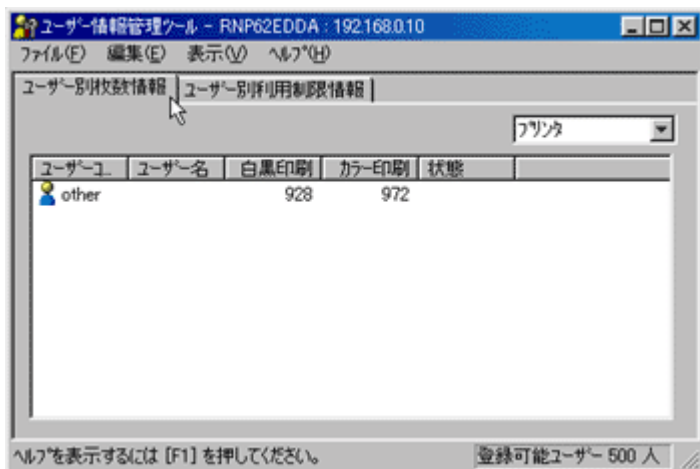 ユーザー情報管理ツール - RNP62EDDA : 192.168.0.10
ファイル(F) 編集(E) 表示(V) ヘルプ(H)
ユーザー別枚数情報 ユーザー別利用制限情報
プリンタ
ユーザーコ... ユーザー名 白黒印刷 カラー印刷 状態
other 928 972
ヘルプを表示するには [F1] を押してください。 登録可能ユーザー 500 人